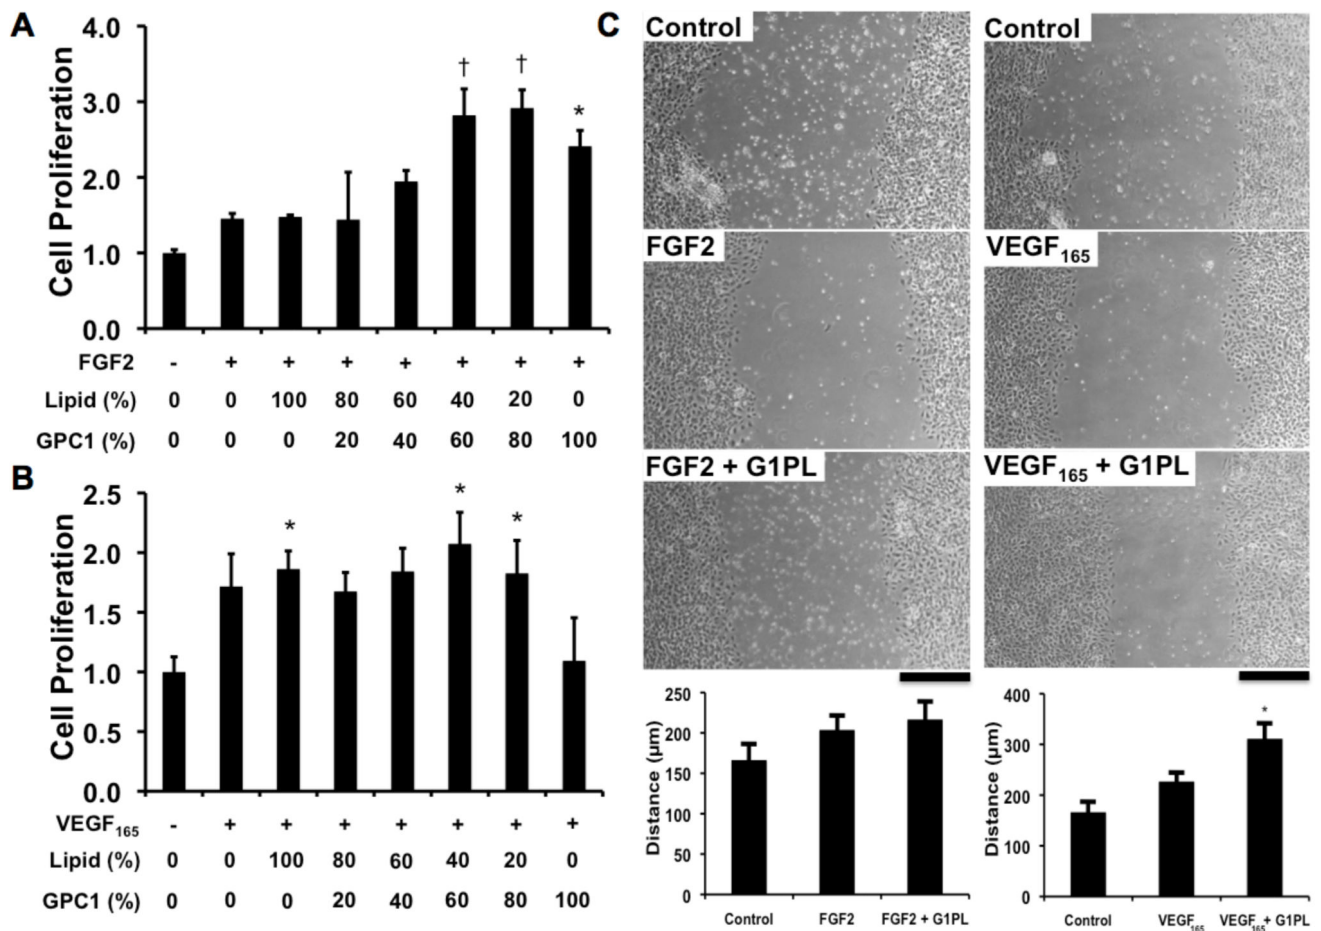 A
Cell Proliferation
4.0
3.0
2.0
1.0
0.0
† † *
FGF2 - + + + + + + +
Lipid (%) 0 0 100 80 60 40 20 0
GPC1 (%) 0 0 0 20 40 60 80 100
B
Cell Proliferation
2.5
2.0
1.5
1.0
0.5
0.0
* * *
VEGF165 - + + + + + + +
Lipid (%) 0 0 100 80 60 40 20 0
GPC1 (%) 0 0 0 20 40 60 80 100
C
Control
FGF2
FGF2 + G1PL
Control
VEGF165
VEGF165 + G1PL
Distance (µm)
250
200
150
100
50
0
Control FGF2 FGF2 + G1PL
Distance (µm)
400
300
200
100
0
*
Control VEGF165 VEGF165 + G1PL